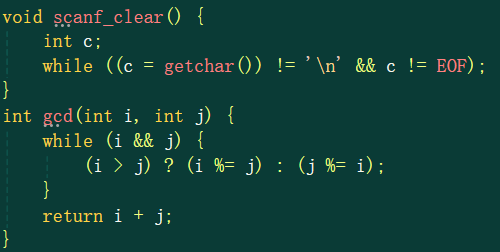 void scanf_clear() {
    int c;
    while ((c = getchar()) != '\n' && c != EOF);
}
int gcd(int i, int j) {
    while (i && j) {
        (i > j) ? (i %= j) : (j %= i);
    }
    return i + j;
}